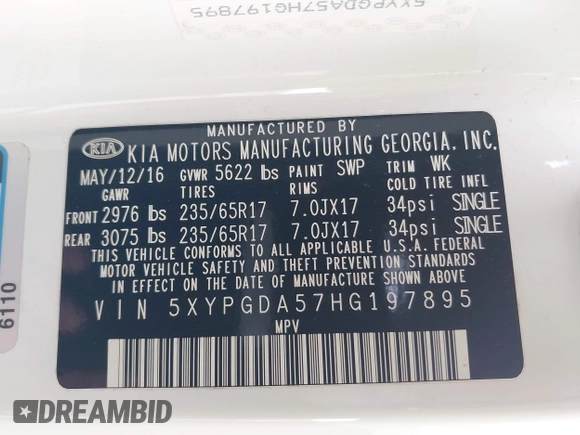 5XYPGDA57HG197895
MANUFACTURED BY
KIA KIA MOTORS MANUFACTURING GEORGIA, INC.
MAY/12/16 GVWR 5622 lbs PAINT SWP TRIM WK
GAWR TIRES RIMS COLD TIRE INFL
FRONT 2976 lbs 235/65R17 7.0JX17 34psi SINGLE
REAR 3075 lbs 235/65R17 7.0JX17 34psi SINGLE
THIS VEHICLE CONFORMS TO ALL APPLICABLE U.S.A. FEDERAL
MOTOR VEHICLE SAFETY AND THEFT PREVENTION STANDARDS
IN EFFECT ON THE DATE OF MANUFACTURE SHOWN ABOVE.
VIN 5XYPGDA57HG197895
MPV
6110
DREAMBID